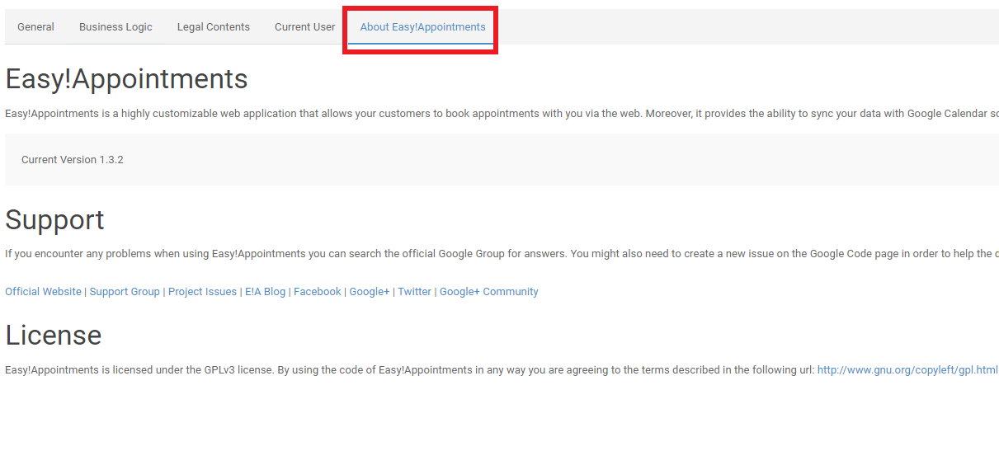 General Business Logic Legal Contents Current User About Easy!Appointments
Easy!Appointments
Easy!Appointments is a highly customizable web application that allows your customers to book appointments with you via the web. Moreover, it provides the ability to sync your data with Google Calendar
Current Version 1.3.2
Support
If you encounter any problems when using Easy!Appointments you can search the official Google Group for answers. You might also need to create a new issue on the Google Code page in order to help the
Official Website | Support Group | Project Issues | E!A Blog | Facebook | Google+ | Twitter | Google+ Community
License
Easy!Appointments is licensed under the GPLv3 license. By using the code of Easy!Appointments in any way you are agreeing to the terms described in the following url: http://www.gnu.org/copyleft/gpl.html